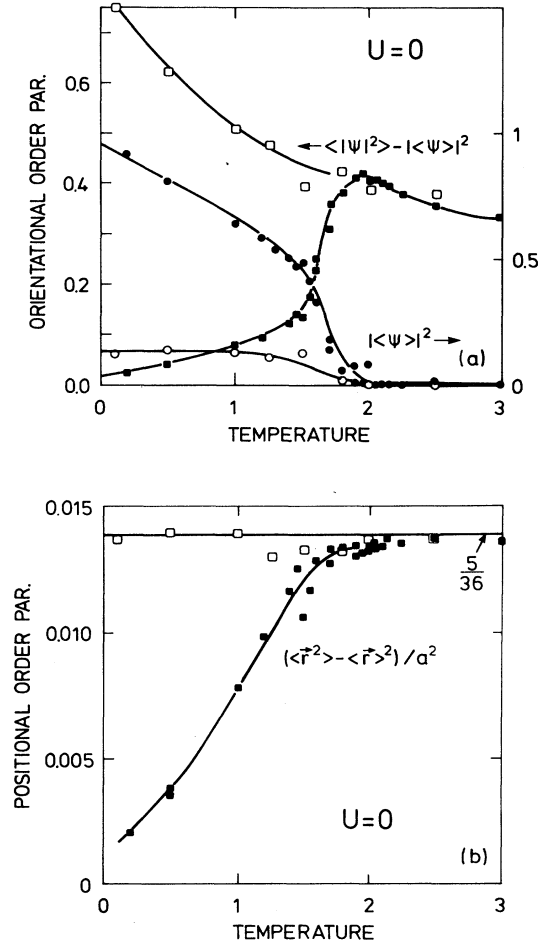 U=0
0.6
0.4
0.2
0.0
1
0.5
0
ORIENTATIONAL ORDER PAR.
←<|Ψ|²>-|<Ψ>|²
|<Ψ>|²→
(a)
0 1 2 3
TEMPERATURE
0.015
0.010
0.005
0
POSITIONAL ORDER PAR.
5
36
(<r⃗²>-<r⃗>²)/a²
U=0
(b)
0 1 2 3
TEMPERATURE